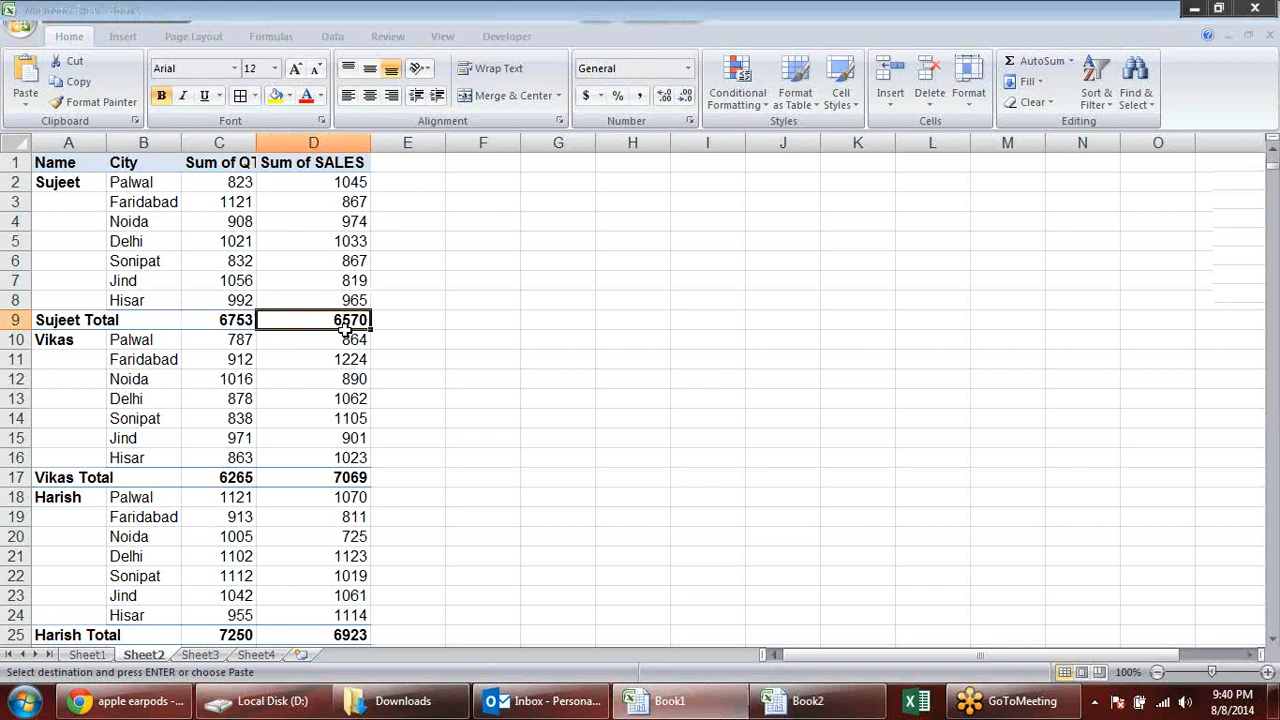 Home Insert Page Layout Formulas Data Review View Developer
Cut
Copy
Format Painter
Paste
Clipboard
Arial 12
B I U
Font
Wrap Text
Merge & Center
Alignment
General
$ % ,
Number
Conditional Formatting
Format as Table
Cell Styles
Styles
Insert Delete Format
Cells
AutoSum
Fill
Clear
Sort & Filter
Find & Select
Editing
A B C D E F G H I J K L M N O
1 Name City Sum of QT Sum of SALES
2 Sujeet Palwal 823 1045
3 Faridabad 1121 867
4 Noida 908 974
5 Delhi 1021 1033
6 Sonipat 832 867
7 Jind 1056 819
8 Hisar 992 965
9 Sujeet Total 6753 6570
10 Vikas Palwal 787 864
11 Faridabad 912 1224
12 Noida 1016 890
13 Delhi 878 1062
14 Sonipat 838 1105
15 Jind 971 901
16 Hisar 863 1023
17 Vikas Total 6265 7069
18 Harish Palwal 1121 1070
19 Faridabad 913 811
20 Noida 1005 725
21 Delhi 1102 1123
22 Sonipat 1112 1019
23 Jind 1042 1061
24 Hisar 955 1114
25 Harish Total 7250 6923
Sheet1 Sheet2 Sheet3 Sheet4
Select destination and press ENTER or choose Paste
100%
apple earpods -...
Local Disk (D:)
Downloads
Inbox - Persona...
Book1
Book2
GoToMeeting
9:40 PM
8/8/2014